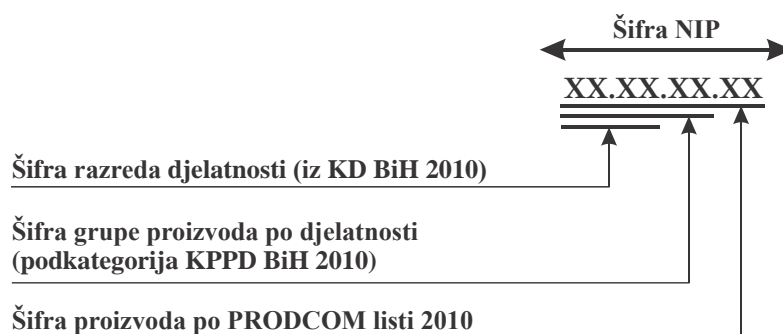 Šifra NIP
XX.XX.XX.XX
Šifra razreda djelatnosti (iz KD BiH 2010)
Šifra grupe proizvoda po djelatnosti
(podkategorija KPPD BiH 2010)
Šifra proizvoda po PRODCOM listi 2010